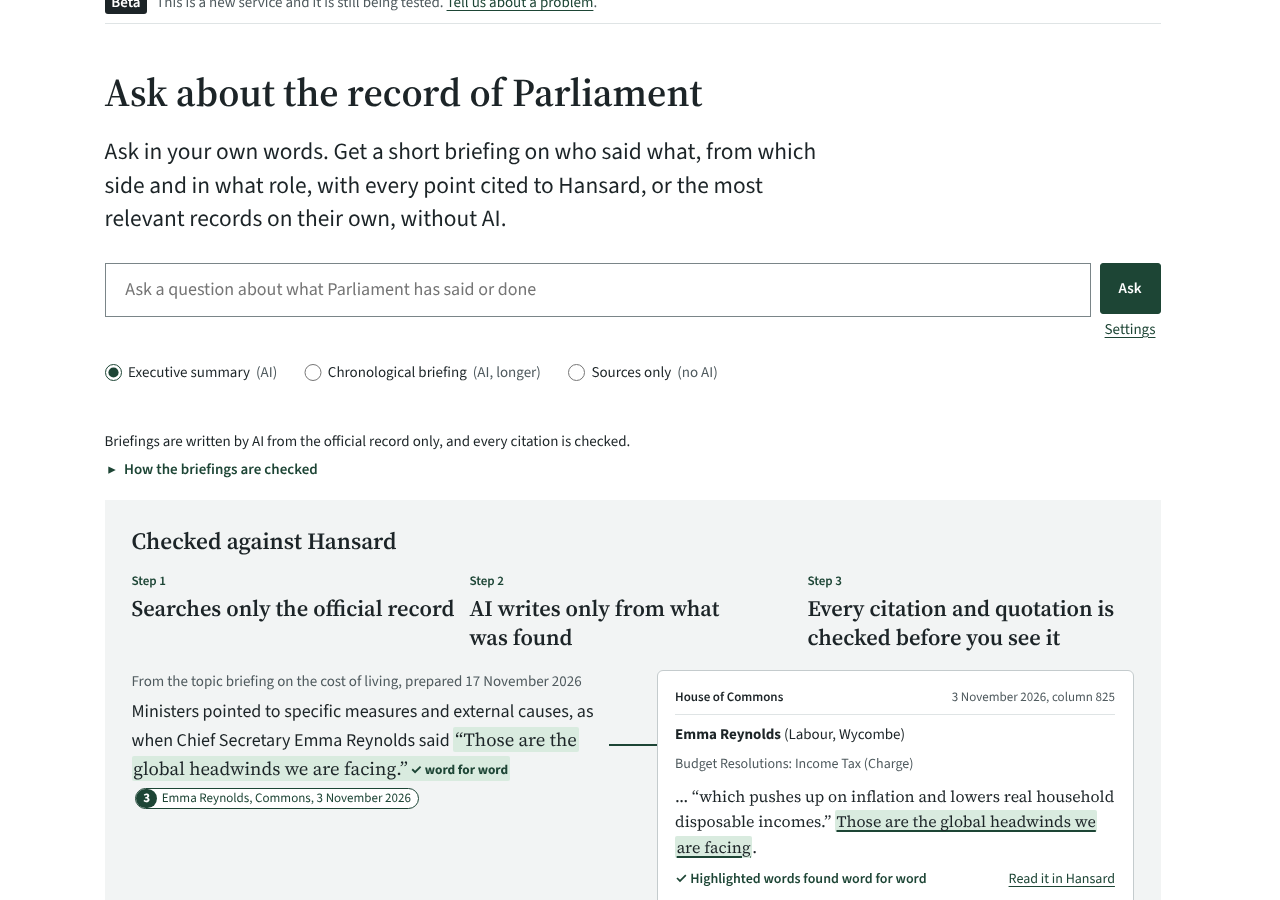 Beta This is a new service and it is still being tested. Tell us about a problem.
Ask about the record of Parliament
Ask in your own words. Get a short briefing on who said what, from which
side and in what role, with every point cited to Hansard, or the most
relevant records on their own, without AI.
Ask a question about what Parliament has said or done
Ask
Settings
Executive summary (AI)
Chronological briefing (AI, longer)
Sources only (no AI)
Briefings are written by AI from the official record only, and every citation is checked.
► How the briefings are checked
Checked against Hansard
Step 1
Searches only the official record
Step 2
AI writes only from what
was found
Step 3
Every citation and quotation is
checked before you see it
From the topic briefing on the cost of living, prepared 17 November 2026
Ministers pointed to specific measures and external causes, as
when Chief Secretary Emma Reynolds said “Those are the
global headwinds we are facing.” ✓ word for word
3 Emma Reynolds, Commons, 3 November 2026
House of Commons
3 November 2026, column 825
Emma Reynolds (Labour, Wycombe)
Budget Resolutions: Income Tax (Charge)
... “which pushes up on inflation and lowers real household
disposable incomes.” Those are the global headwinds we
are facing.
✓ Highlighted words found word for word
Read it in Hansard